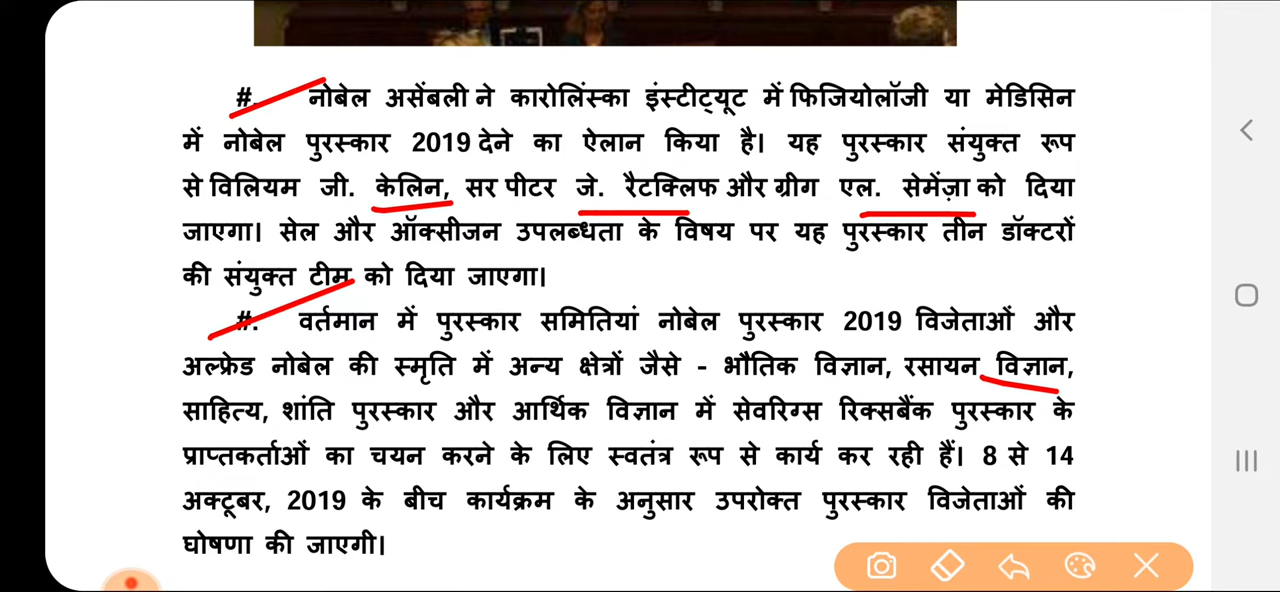 #. नोबेल असेंबली ने कारोलिंस्का इंस्टीट्यूट में फिजियोलॉजी या मेडिसिन
में नोबेल पुरस्कार 2019 देने का ऐलान किया है। यह पुरस्कार संयुक्त रूप
से विलियम जी. केलिन, सर पीटर जे. रैटक्लिफ और ग्रीग एल. सेमेंज़ा को दिया
जाएगा। सेल और ऑक्सीजन उपलब्धता के विषय पर यह पुरस्कार तीन डॉक्टरों
की संयुक्त टीम को दिया जाएगा।
#. वर्तमान में पुरस्कार समितियां नोबेल पुरस्कार 2019 विजेताओं और
अल्फ्रेड नोबेल की स्मृति में अन्य क्षेत्रों जैसे - भौतिक विज्ञान, रसायन विज्ञान,
साहित्य, शांति पुरस्कार और आर्थिक विज्ञान में सेवरिग्स रिक्सबैंक पुरस्कार के
प्राप्तकर्ताओं का चयन करने के लिए स्वतंत्र रूप से कार्य कर रही हैं। 8 से 14
अक्टूबर, 2019 के बीच कार्यक्रम के अनुसार उपरोक्त पुरस्कार विजेताओं की
घोषणा की जाएगी।